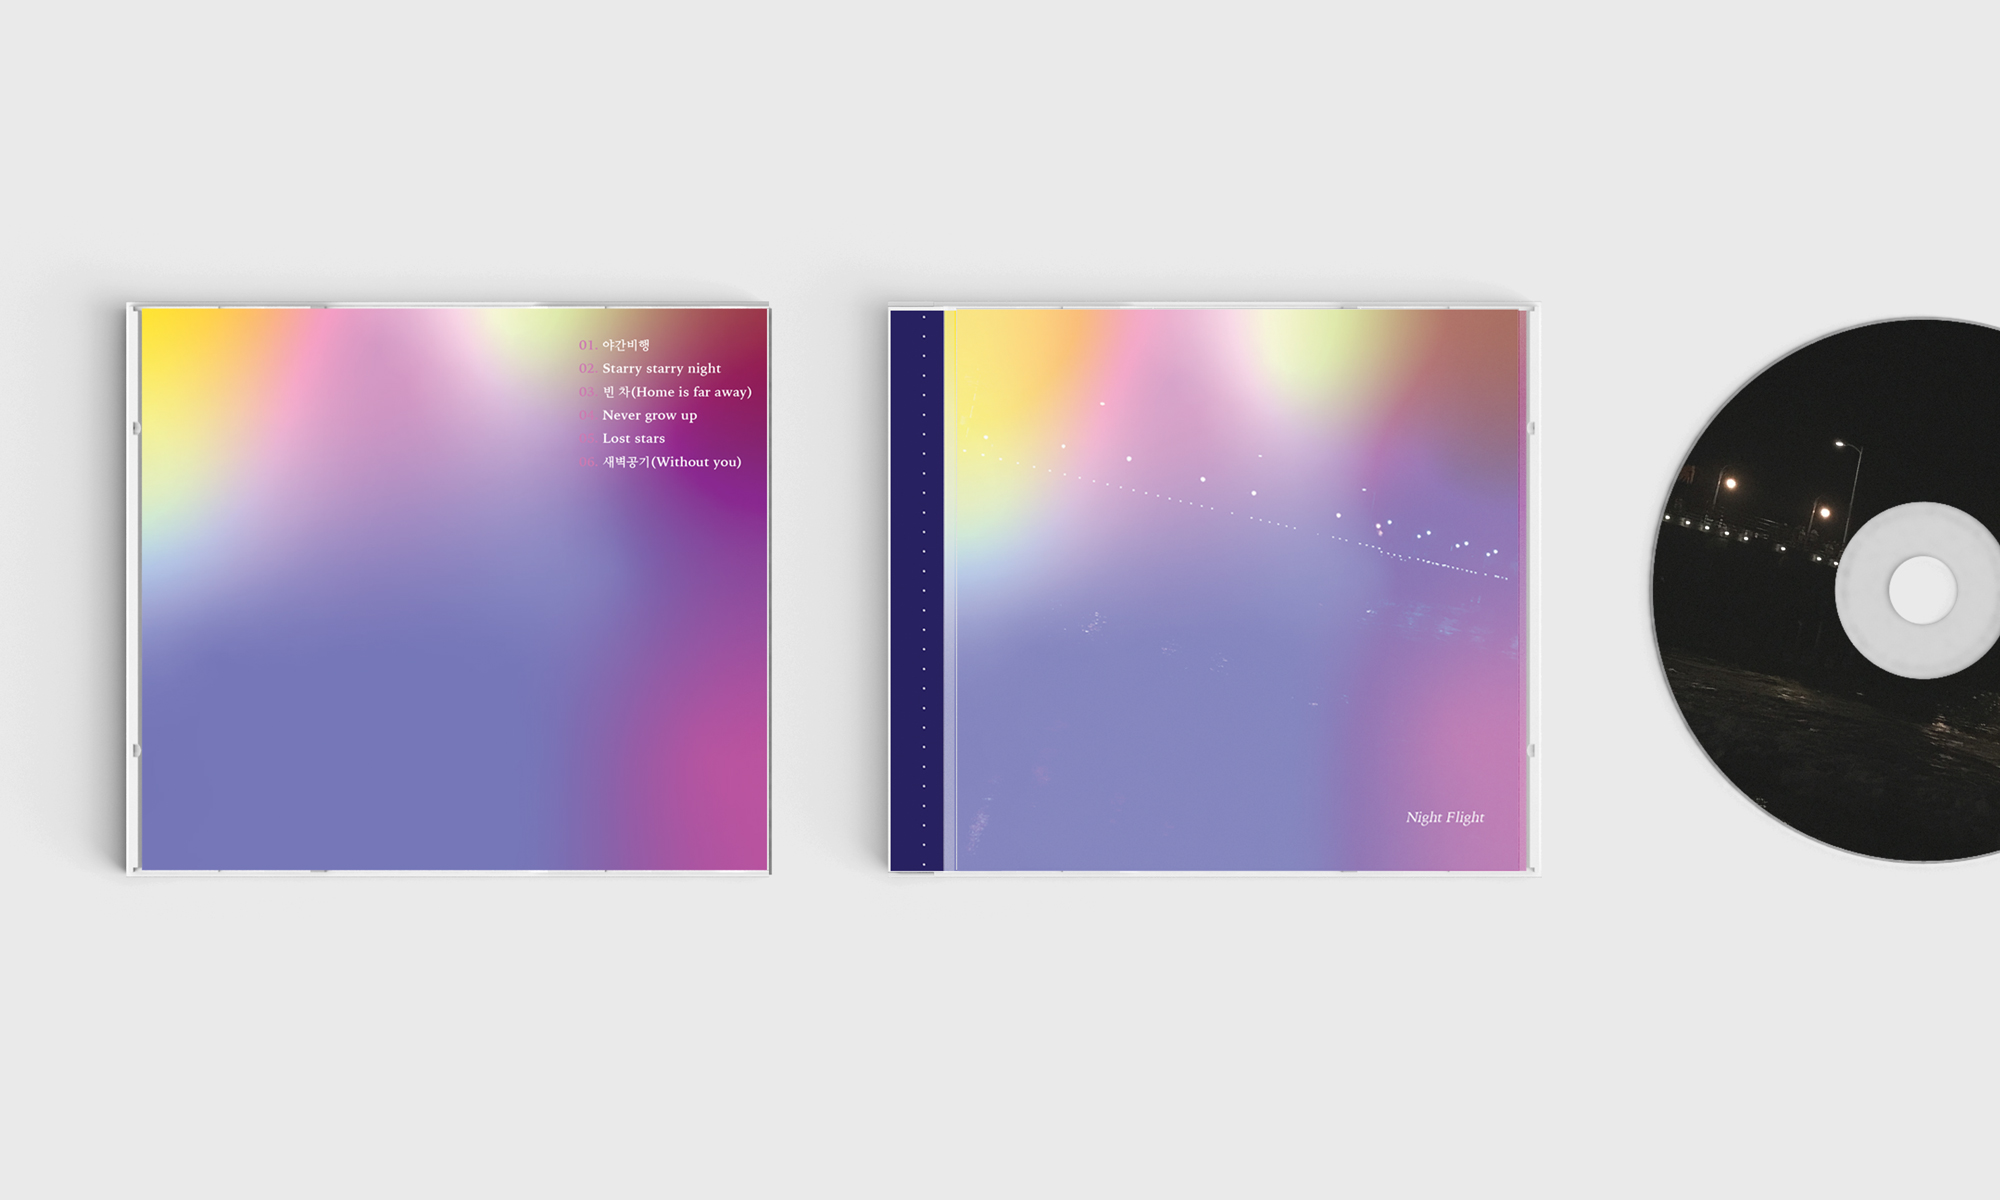 01. 야간비행
02. Starry starry night
03. 빈 차(Home is far away)
04. Never grow up
Lost stars
06. 새벽공기(Without you)
Night Flight